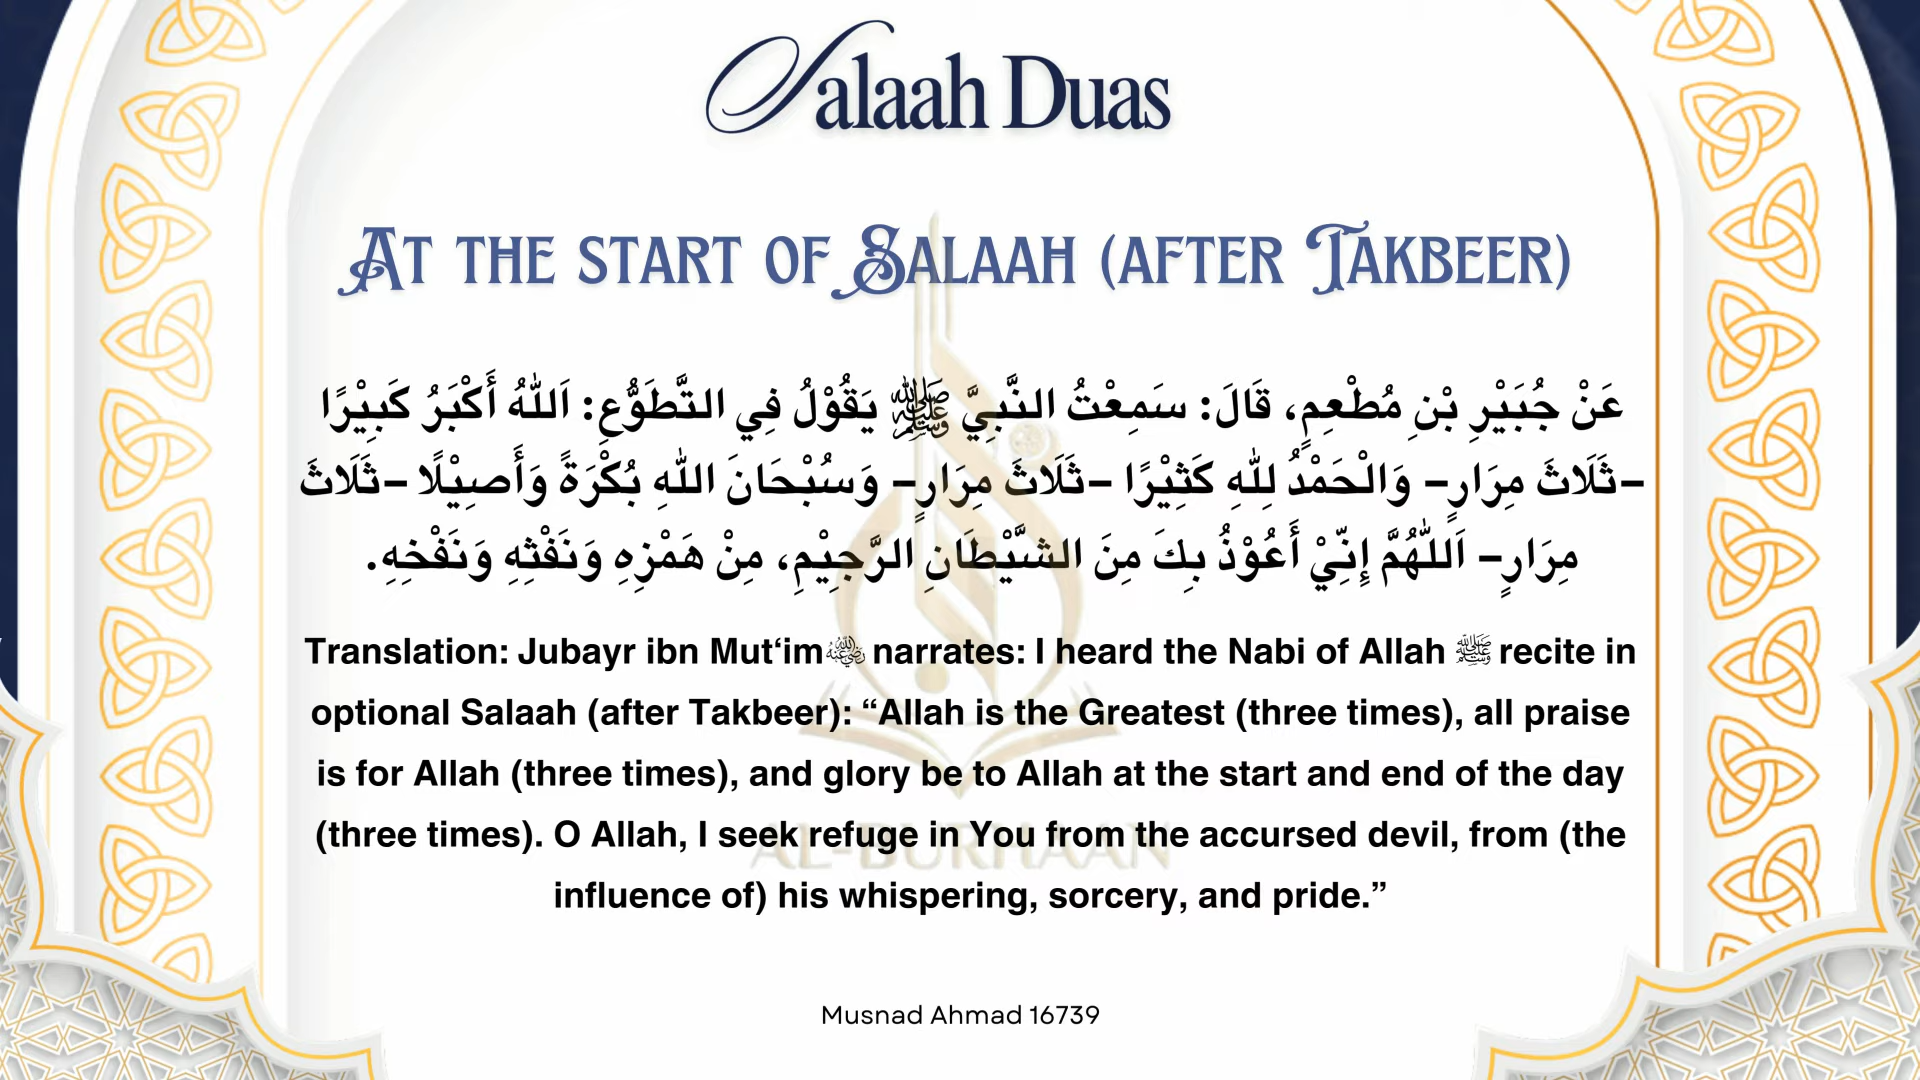 Salaah Duas
At the start of Salaah (after Takbeer)
عَنْ جُبَيْرِ بْنِ مُطْعِمٍ، قَالَ: سَمِعْتُ النَّبِيَّ ﷺ يَقُوْلُ فِي التَّطَوُّعِ: اَللّٰهُ أَكْبَرُ كَبِيْرًا
–ثَلَاثَ مِرَارٍ– وَالْحَمْدُ لِلّٰهِ كَثِيْرًا –ثَلَاثَ مِرَارٍ– وَسُبْحَانَ اللّٰهِ بُكْرَةً وَأَصِيْلًا –ثَلَاثَ
مِرَارٍ– اَللّٰهُمَّ إِنِّيْ أَعُوْذُ بِكَ مِنَ الشَّيْطَانِ الرَّجِيْمِ، مِنْ هَمْزِهِ وَنَفْثِهِ وَنَفْخِهِ.
Translation: Jubayr ibn Mut‘im رضي الله عنه narrates: I heard the Nabi of Allah ﷺ recite in
optional Salaah (after Takbeer): “Allah is the Greatest (three times), all praise
is for Allah (three times), and glory be to Allah at the start and end of the day
(three times). O Allah, I seek refuge in You from the accursed devil, from (the
AL-BURHAAN
influence of) his whispering, sorcery, and pride.”
Musnad Ahmad 16739